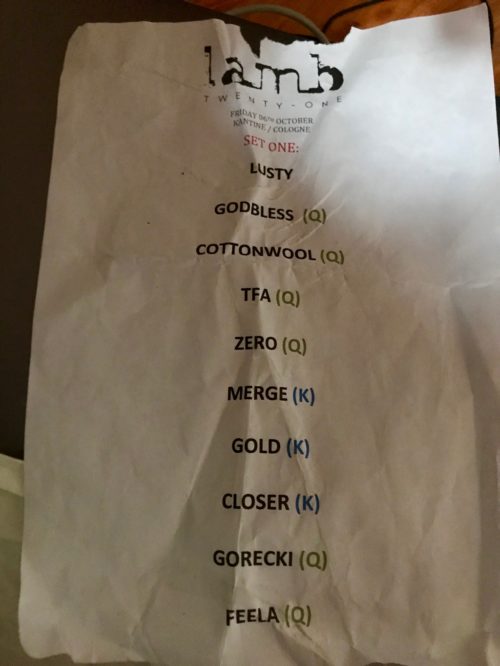 lamb
TWENTY-ONE
FRIDAY 06TH OCTOBER
KANTINE / COLOGNE
SET ONE:
LUSTY
GODBLESS (Q)
COTTONWOOL (Q)
TFA (Q)
ZERO (Q)
MERGE (K)
GOLD (K)
CLOSER (K)
GORECKI (Q)
FEELA (Q)